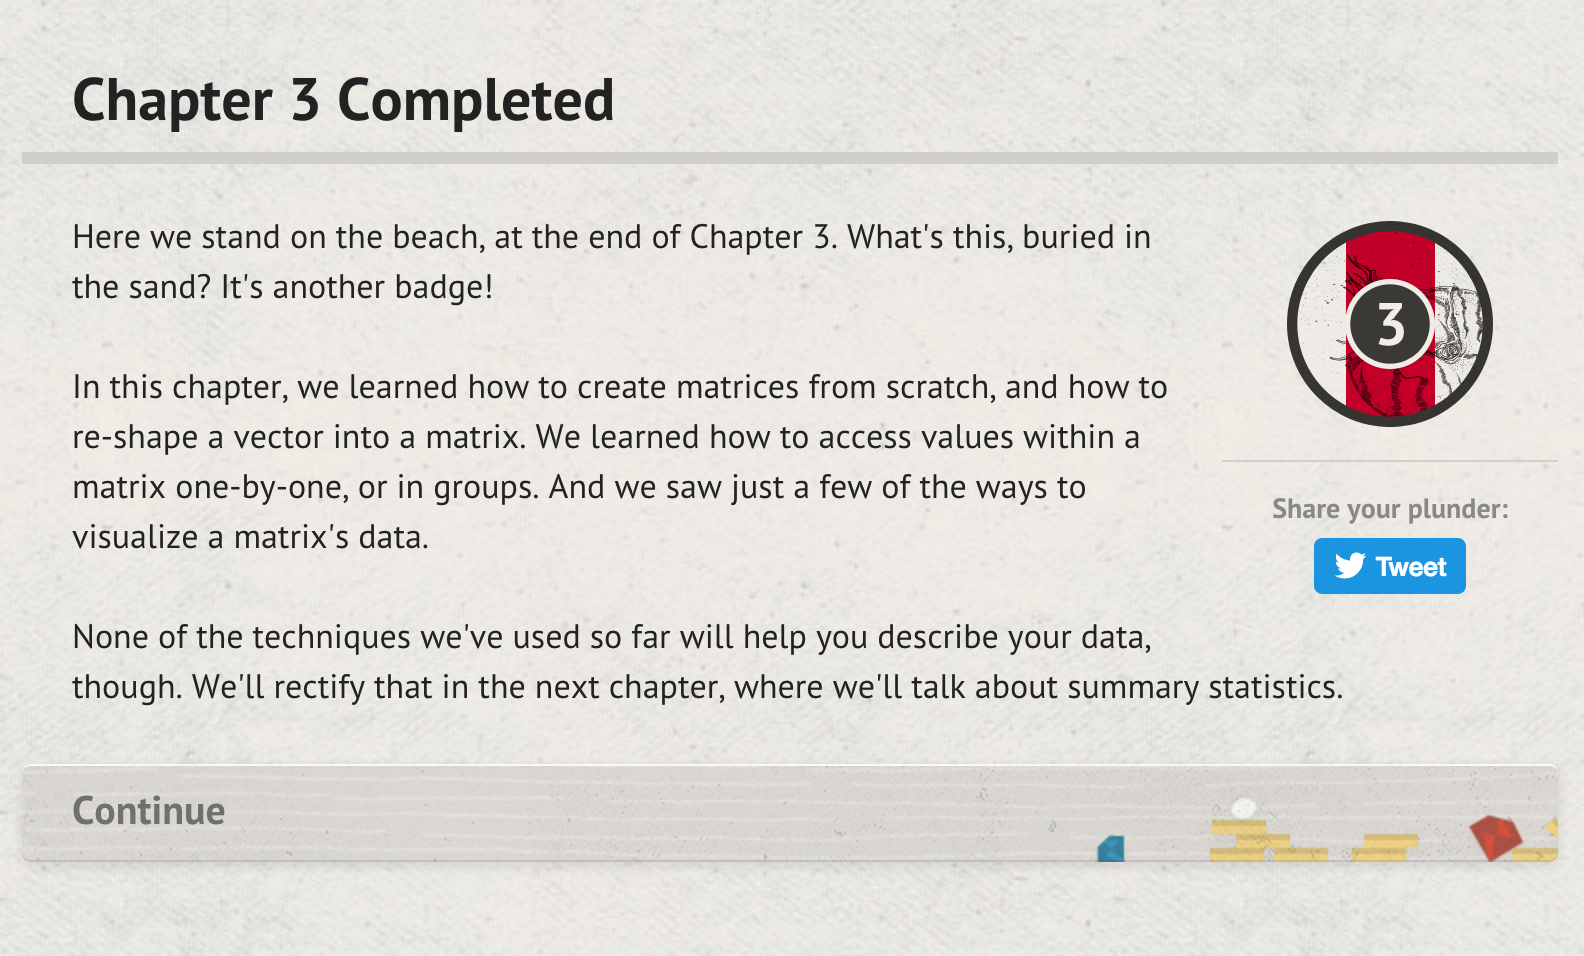 Chapter 3 Completed
Here we stand on the beach, at the end of Chapter 3. What's this, buried in
the sand? It's another badge!
3
In this chapter, we learned how to create matrices from scratch, and how to
re-shape a vector into a matrix. We learned how to access values within a
matrix one-by-one, or in groups. And we saw just a few of the ways to
visualize a matrix's data.
Share your plunder:
Tweet
None of the techniques we've used so far will help you describe your data,
though. We'll rectify that in the next chapter, where we'll talk about summary statistics.
Continue